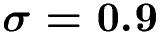 σ = 0.9